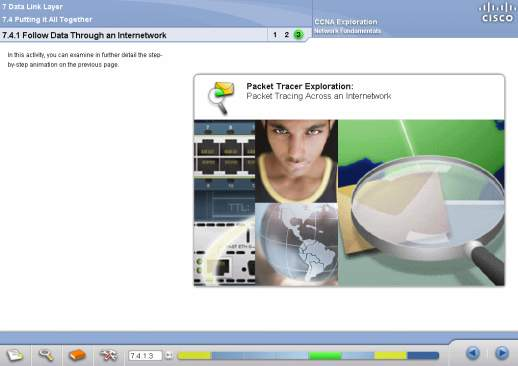 7 Data Link Layer
7.4 Putting it All Together
7.4.1 Follow Data Through an Internetwork
1 2 3
CCNA Exploration
Network Fundamentals
CISCO
In this activity, you can examine in further detail the step-
by-step animation on the previous page.
Packet Tracer Exploration:
Packet Tracing Across an Internetwork
TTL:
7.4.1.3